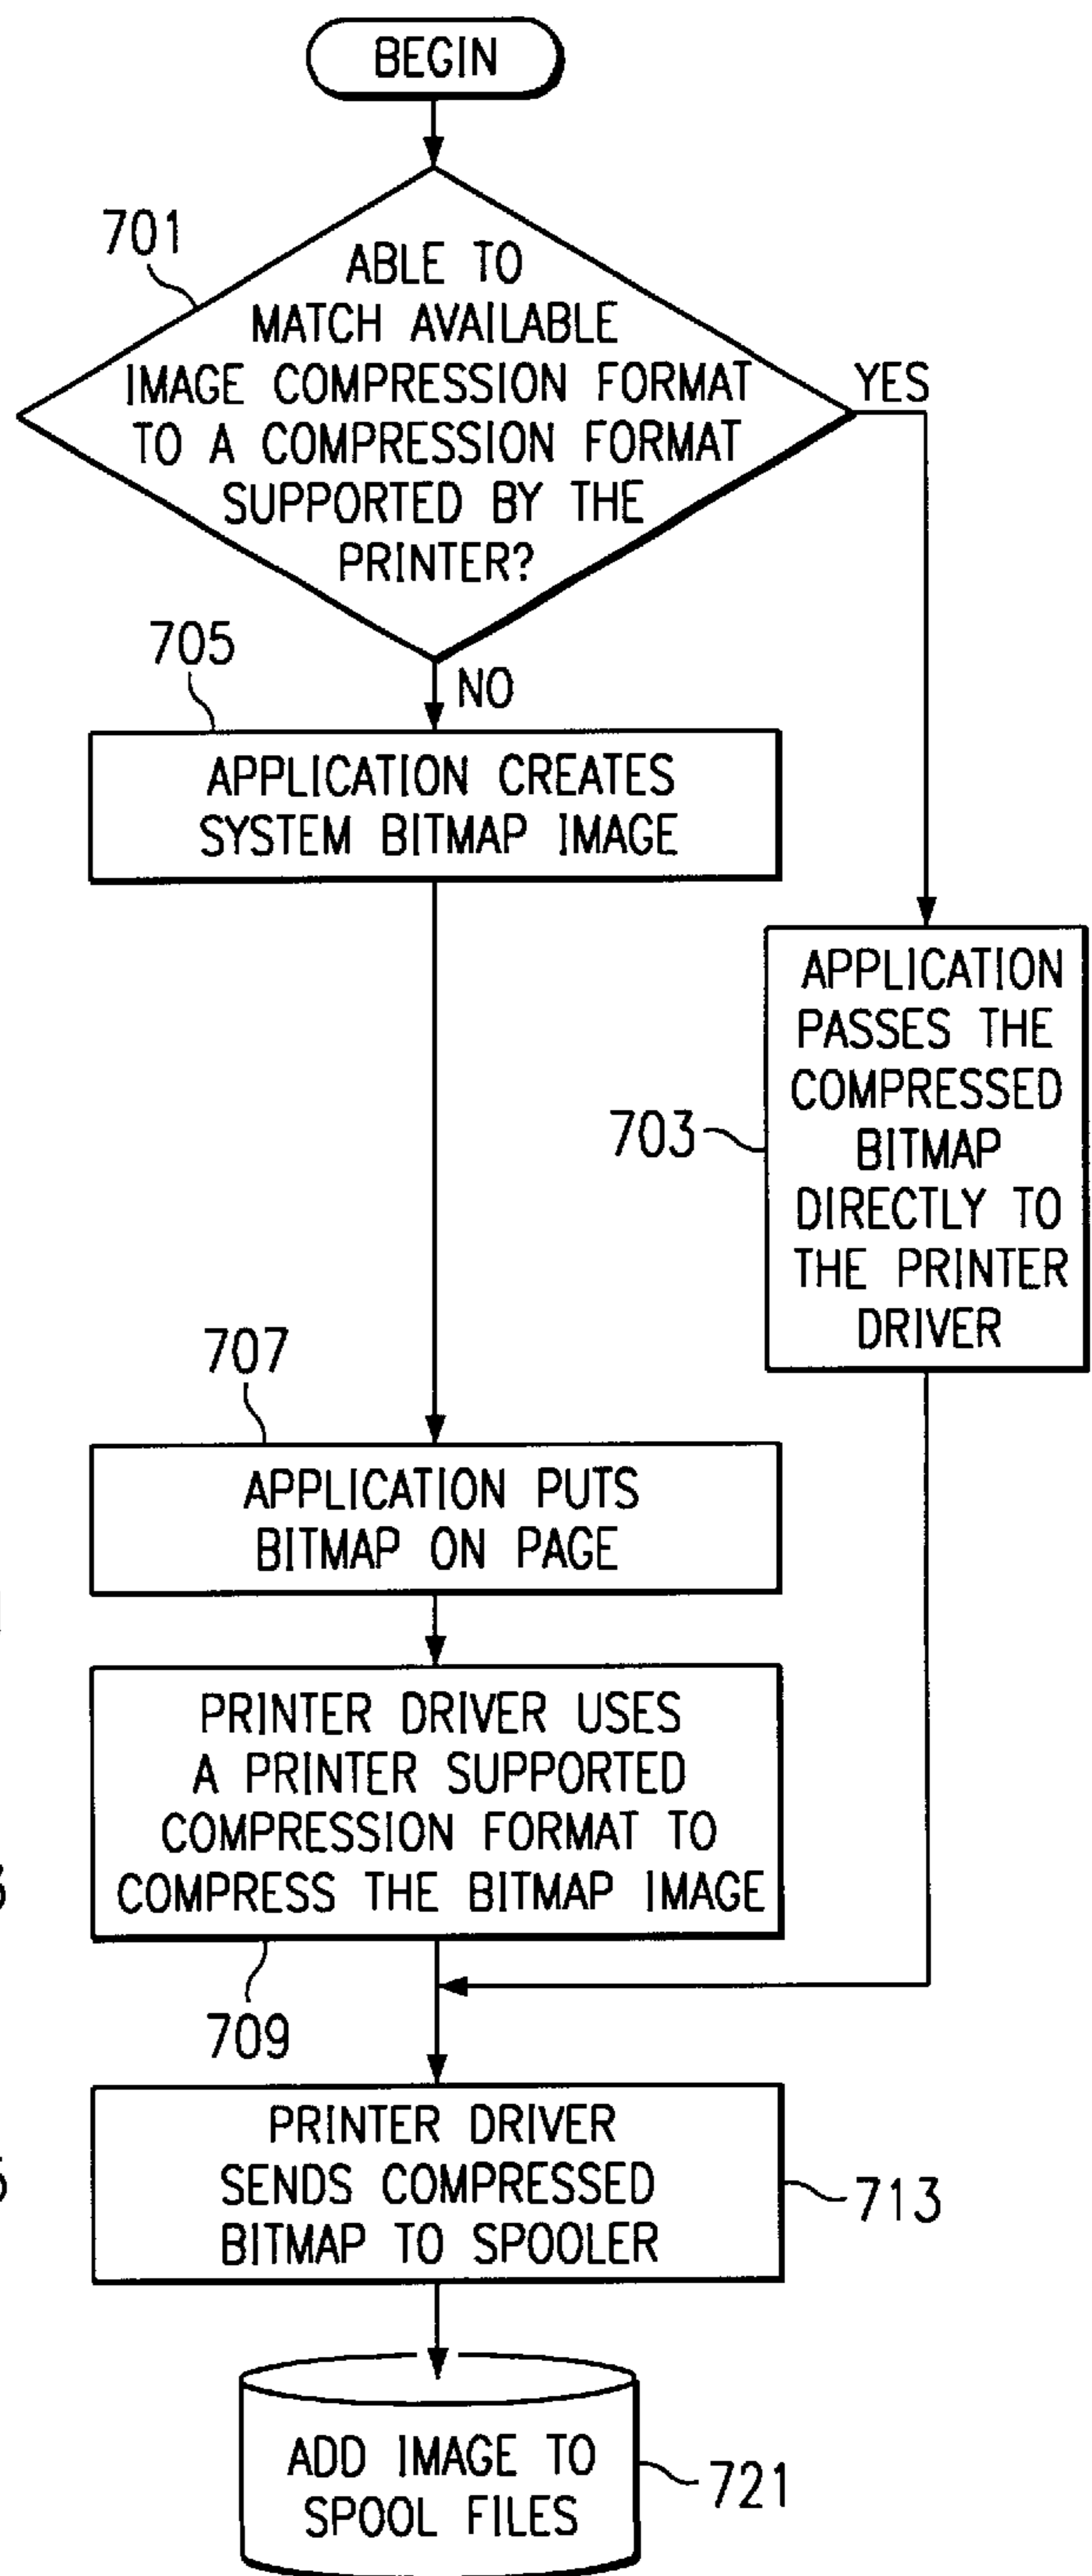 BEGIN
701
ABLE TO
MATCH AVAILABLE
IMAGE COMPRESSION FORMAT
TO A COMPRESSION FORMAT
SUPPORTED BY THE
PRINTER?
YES
NO
705
APPLICATION CREATES
SYSTEM BITMAP IMAGE
703
APPLICATION
PASSES THE
COMPRESSED
BITMAP
DIRECTLY TO
THE PRINTER
DRIVER
707
APPLICATION PUTS
BITMAP ON PAGE
PRINTER DRIVER USES
A PRINTER SUPPORTED
COMPRESSION FORMAT TO
COMPRESS THE BITMAP IMAGE
709
PRINTER DRIVER
SENDS COMPRESSED
BITMAP TO SPOOLER
713
ADD IMAGE TO
SPOOL FILES
721